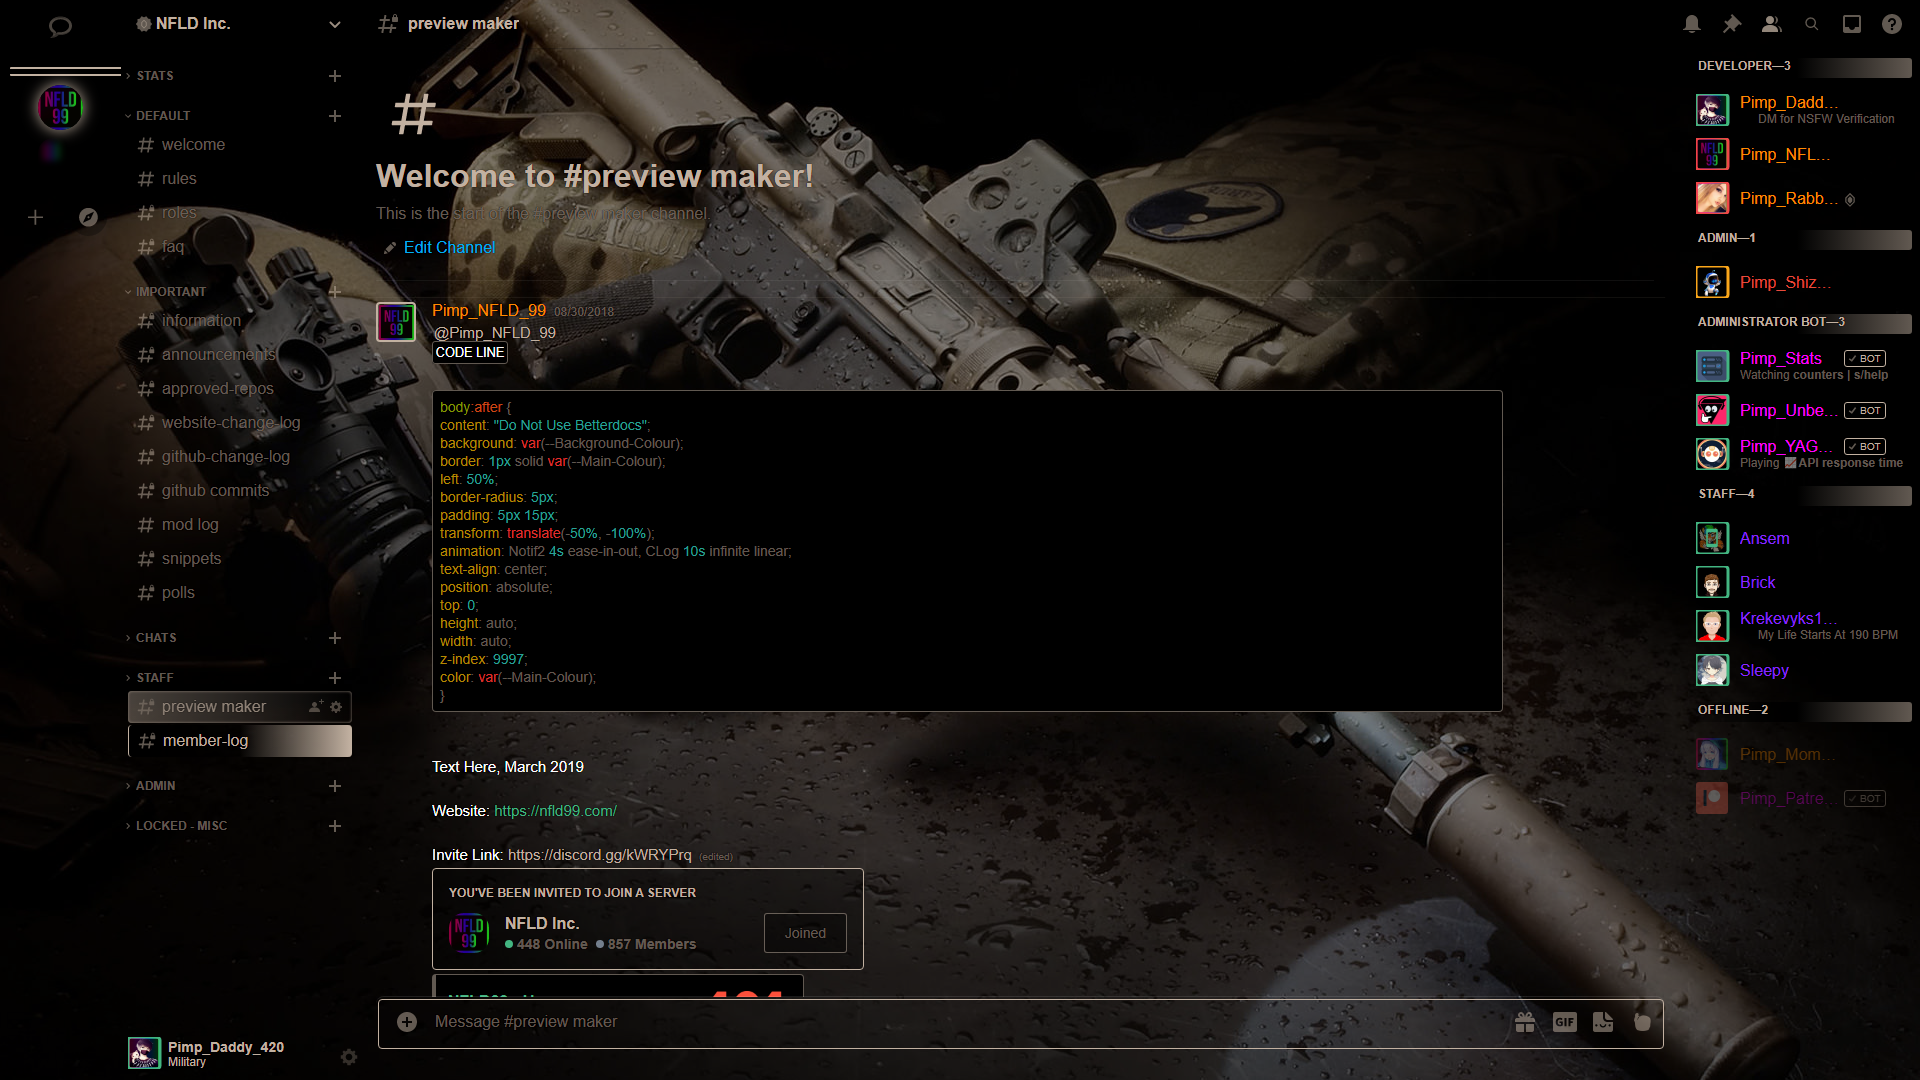 NFLD Inc.
STATS
DEFAULT
welcome
rules
roles
faq
IMPORTANT
information
announcements
approved-repos
website-change-log
github-change-log
github commits
mod log
snippets
polls
CHATS
STAFF
preview maker
member-log
ADMIN
LOCKED - MISC
Pimp_Daddy_420
Military
preview maker
Welcome to #preview maker!
This is the start of the #preview maker channel.
Edit Channel
Pimp_NFLD_99 08/30/2018
@Pimp_NFLD_99
CODE LINE
body:after {
content: "Do Not Use Betterdocs";
background: var(--Background-Colour);
border: 1px solid var(--Main-Colour);
left: 50%;
border-radius: 5px;
padding: 5px 15px;
transform: translate(-50%, -100%);
animation: Notif2 4s ease-in-out, CLog 10s infinite linear;
text-align: center;
position: absolute;
top: 0;
height: auto;
width: auto;
z-index: 9997;
color: var(--Main-Colour);
}
Text Here, March 2019
Website: https://nfld99.com/
Invite Link: https://discord.gg/kWRYPrq (edited)
YOU'VE BEEN INVITED TO JOIN A SERVER
NFLD 99
NFLD Inc.
448 Online 857 Members
Joined
Message #preview maker
GIF
DEVELOPER—3
Pimp_Dadd...
DM for NSFW Verification
Pimp_NFL...
Pimp_Rabb...
ADMIN—1
Pimp_Shiz...
ADMINISTRATOR BOT—3
Pimp_Stats BOT
Watching counters | s/help
Pimp_Unbe... BOT
Pimp_YAG... BOT
Playing API response time
STAFF—4
Ansem
Brick
Krekevyks1...
My Life Starts At 190 BPM
Sleepy
OFFLINE—2
Pimp_Mom...
Pimp_Patre... BOT